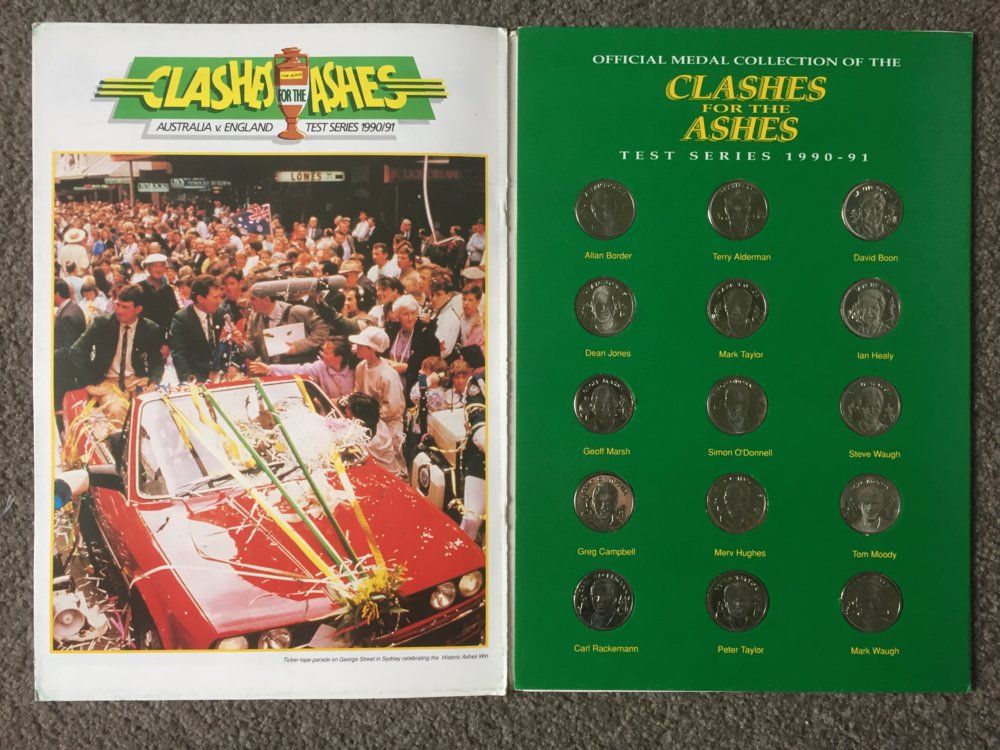 CLASHES FOR THE ASHES
THE ASHES
AUSTRALIA v. ENGLAND TEST SERIES 1990/91
LOWES
Ticker-tape parade on George Street in Sydney celebrating the Historic Ashes Win
OFFICIAL MEDAL COLLECTION OF THE
CLASHES
FOR THE
ASHES
TEST SERIES 1990-91
Allan Border
Terry Alderman
David Boon
Dean Jones
Mark Taylor
Ian Healy
Geoff Marsh
Simon O'Donnell
Steve Waugh
Greg Campbell
Merv Hughes
Tom Moody
Carl Rackemann
Peter Taylor
Mark Waugh